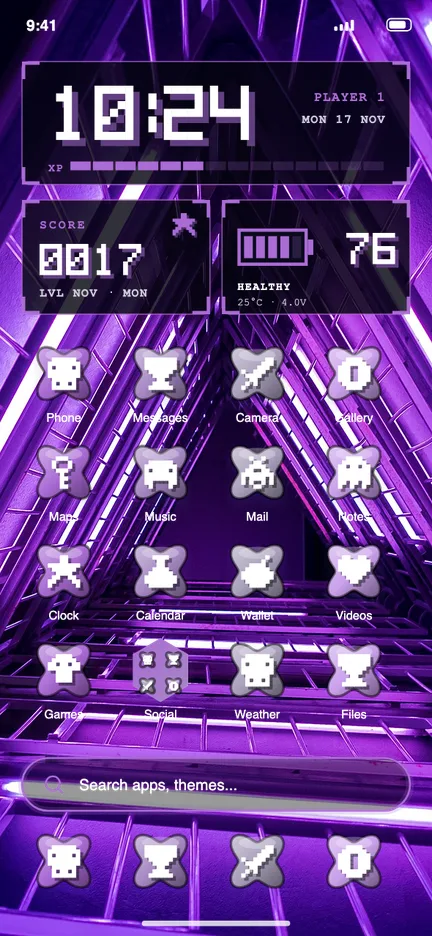 9:41
10:24
PLAYER 1
MON 17 NOV
XP
SCORE
0017
LVL NOV · MON
76
HEALTHY
25°C · 4.0V
Phone
Messages
Camera
Gallery
Maps
Music
Mail
Notes
Clock
Calendar
Wallet
Videos
Games
Social
Weather
Files
Search apps, themes...